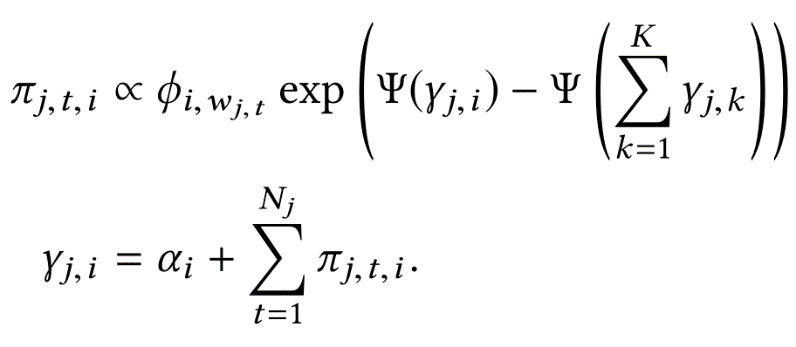 π_{j,t,i} ∝ ϕ_{i,w_{j,t}} exp ( Ψ(γ_{j,i}) − Ψ ( ∑_{k=1}^{K} γ_{j,k} ) )
γ_{j,i} = α_i + ∑_{t=1}^{N_j} π_{j,t,i}.